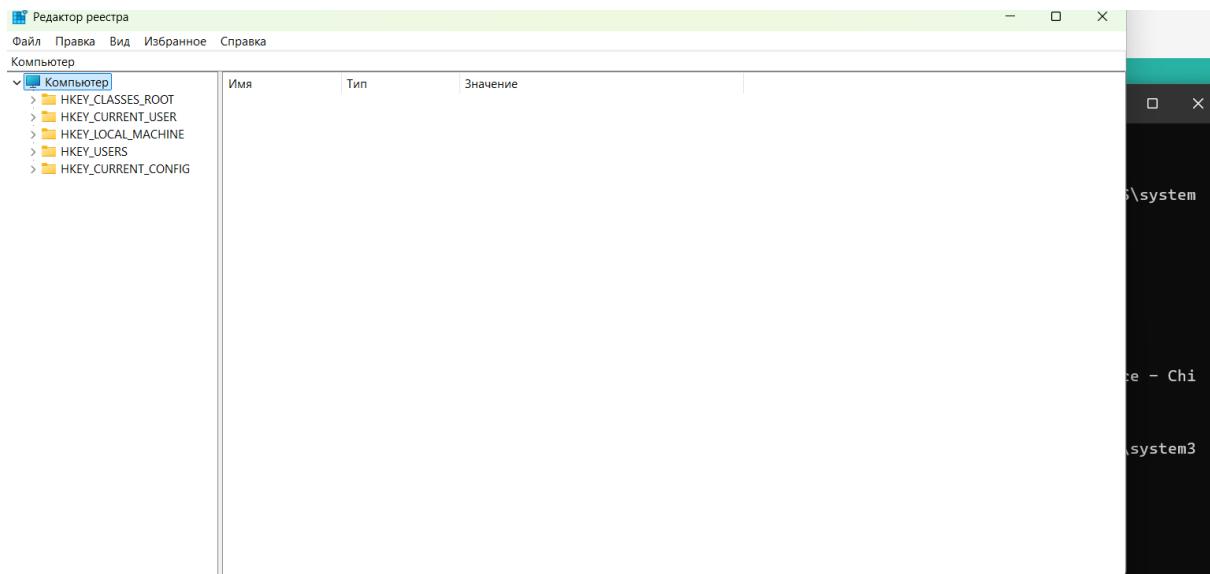 Редактор реестра
Файл Правка Вид Избранное Справка
Компьютер
Компьютер
HKEY_CLASSES_ROOT
HKEY_CURRENT_USER
HKEY_LOCAL_MACHINE
HKEY_USERS
HKEY_CURRENT_CONFIG
Имя Тип Значение
\system
– Chi
\system3